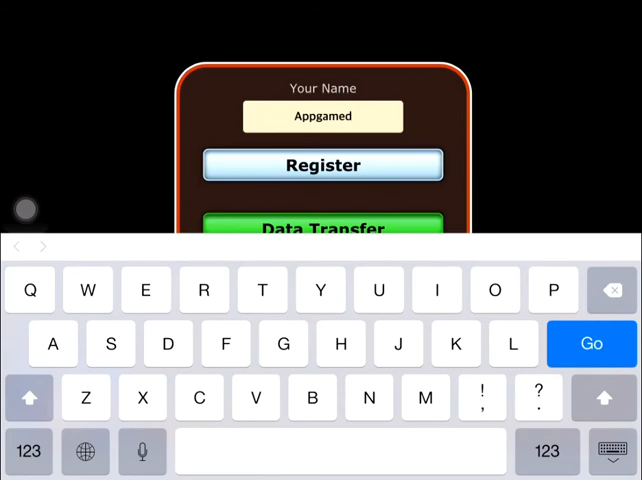 Your Name
Appgamed
Register
Data Transfer
Q W E R T Y U I O P
A S D F G H J K L Go
Z X C V B N M ! , ? .
123 123